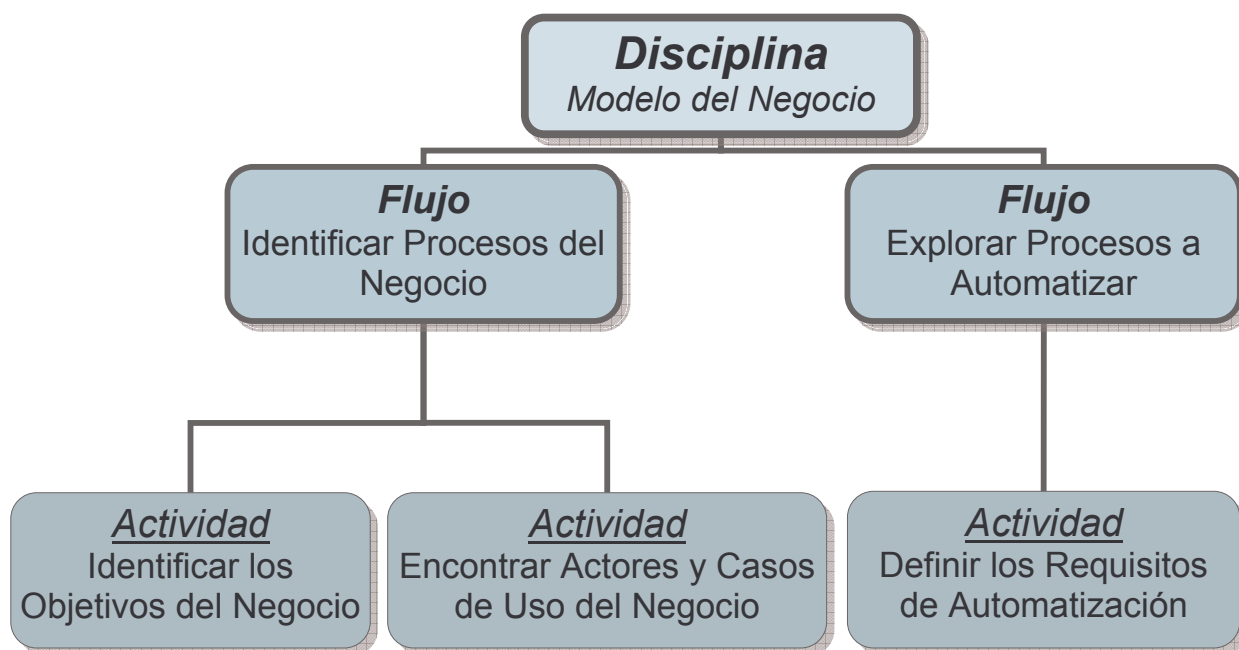 Disciplina
Modelo del Negocio
Flujo
Identificar Procesos del
Negocio
Flujo
Explorar Procesos a
Automatizar
Actividad
Identificar los
Objetivos del Negocio
Actividad
Encontrar Actores y Casos
de Uso del Negocio
Actividad
Definir los Requisitos
de Automatización